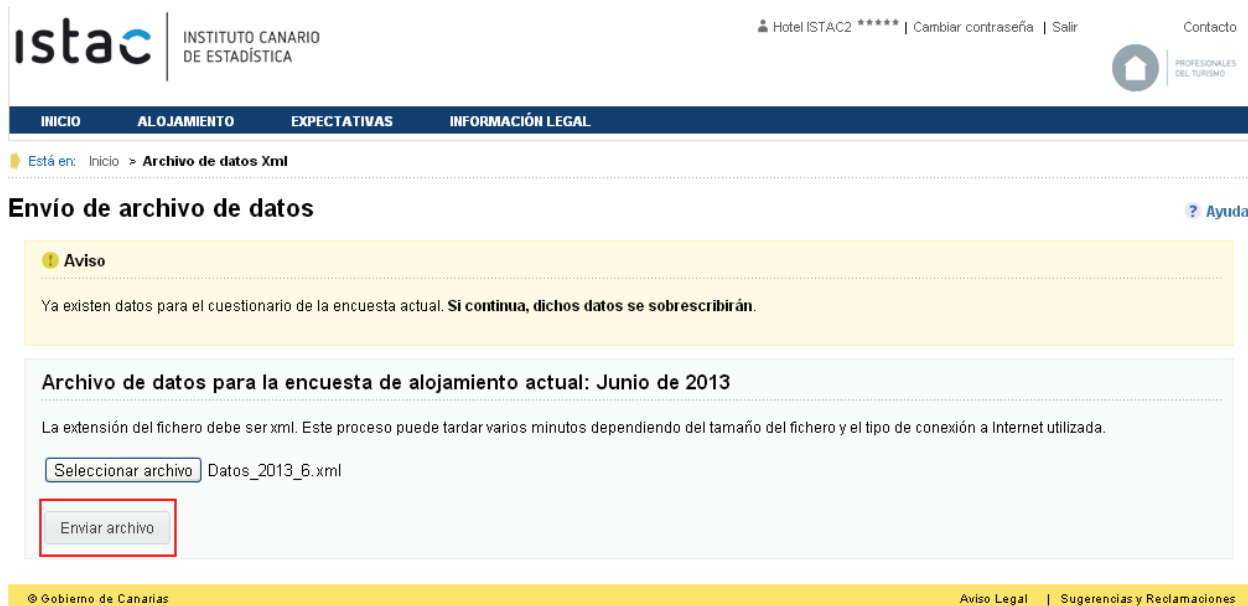 istac
INSTITUTO CANARIO
DE ESTADÍSTICA
Hotel ISTAC2 ***** | Cambiar contraseña | Salir
Contacto
PROFESIONALES
DEL TURISMO
INICIO ALOJAMIENTO EXPECTATIVAS INFORMACIÓN LEGAL
Está en: Inicio > Archivo de datos Xml
Envío de archivo de datos
? Ayuda
! Aviso
Ya existen datos para el cuestionario de la encuesta actual. Si continua, dichos datos se sobrescribirán.
Archivo de datos para la encuesta de alojamiento actual: Junio de 2013
La extensión del fichero debe ser xml. Este proceso puede tardar varios minutos dependiendo del tamaño del fichero y el tipo de conexión a Internet utilizada.
Seleccionar archivo Datos_2013_6.xml
Enviar archivo
© Gobierno de Canarias
Aviso Legal | Sugerencias y Reclamaciones